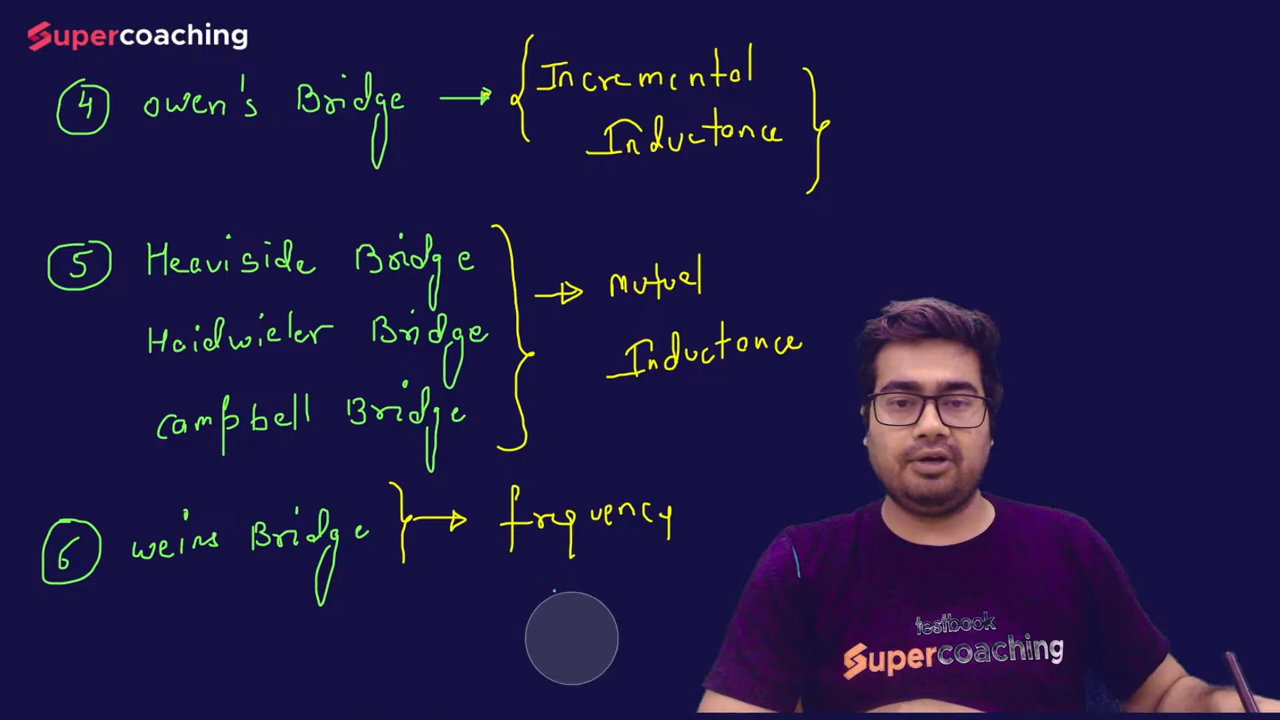 Supercoaching
4 owen's Bridge → Incremental
Inductance
5 Heaviside Bridge
Haidwieler Bridge
campbell Bridge
→ mutual
Inductance
6 weins Bridge → frequency
testbook
Supercoaching